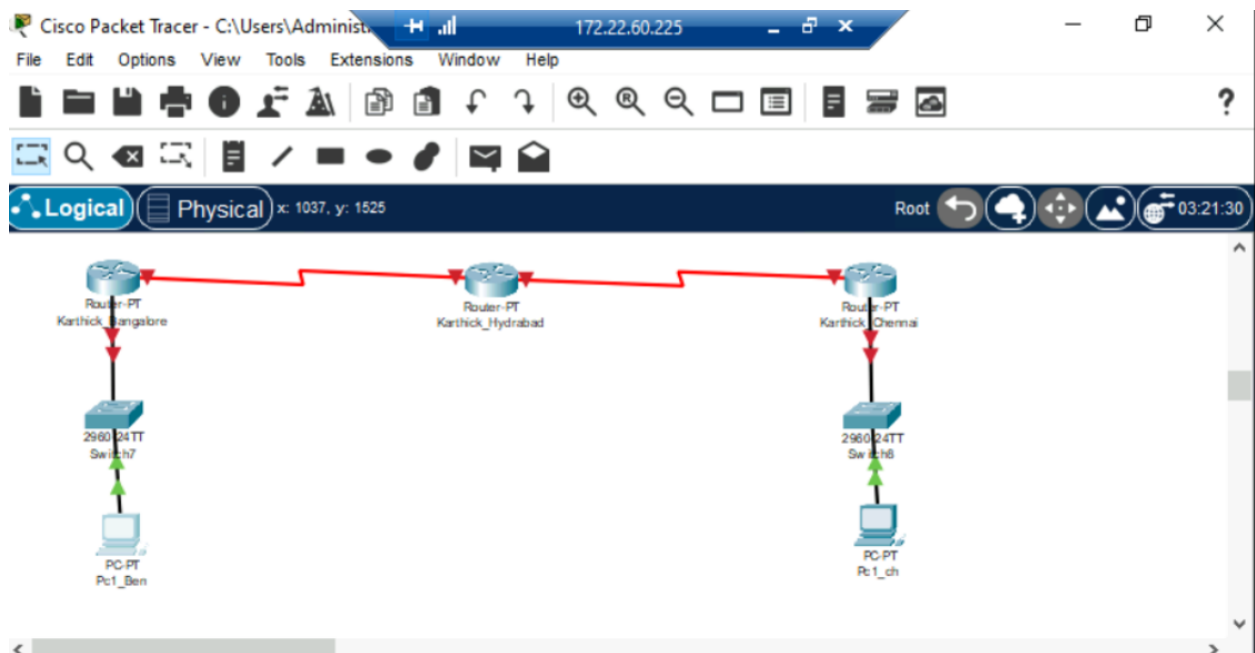 Cisco Packet Tracer - C:\Users\Administ
172.22.60.225
File Edit Options View Tools Extensions Window Help
?
Logical Physical x: 1037, y: 1525 Root 03:21:30
Router-PT
Karthick_Bangalore
Router-PT
Karthick_Hydrabad
Router-PT
Karthick_Chennai
2960-24TT
Switch7
2960-24TT
Switch8
PC-PT
Pc1_Ben
PC-PT
Pc1_ch